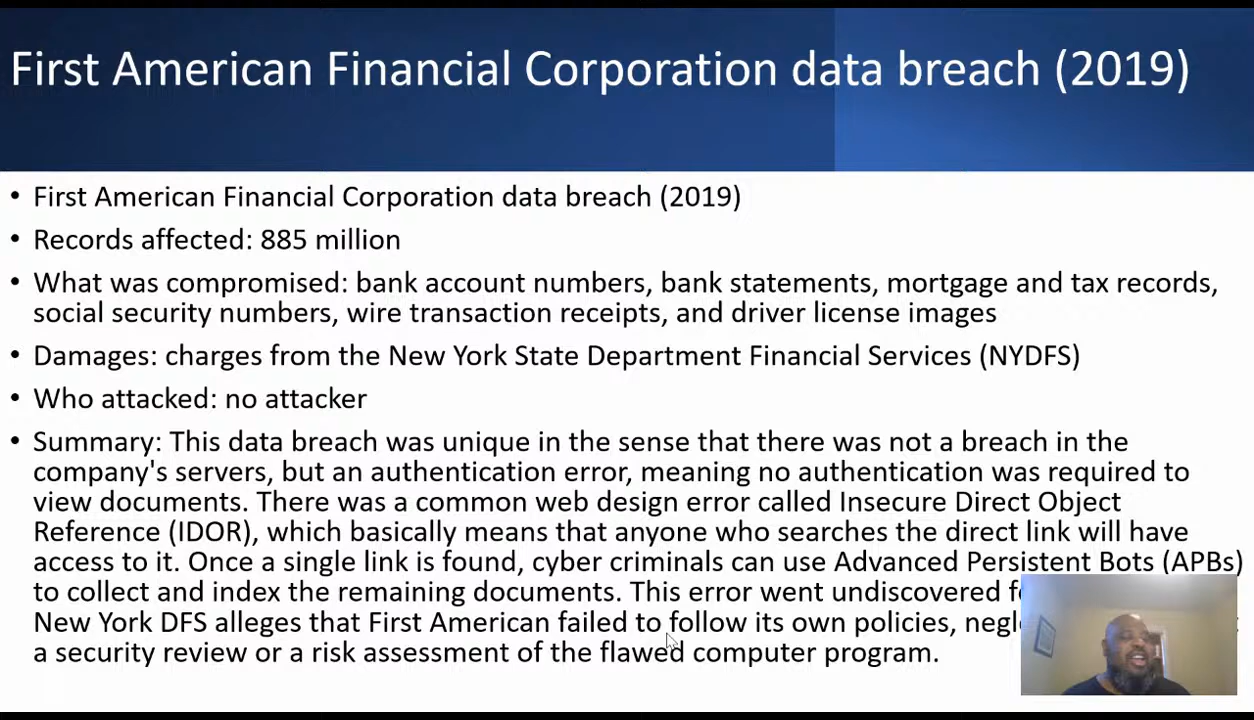 First American Financial Corporation data breach (2019)
• First American Financial Corporation data breach (2019)
• Records affected: 885 million
• What was compromised: bank account numbers, bank statements, mortgage and tax records,
social security numbers, wire transaction receipts, and driver license images
• Damages: charges from the New York State Department Financial Services (NYDFS)
• Who attacked: no attacker
• Summary: This data breach was unique in the sense that there was not a breach in the
company's servers, but an authentication error, meaning no authentication was required to
view documents. There was a common web design error called Insecure Direct Object
Reference (IDOR), which basically means that anyone who searches the direct link will have
access to it. Once a single link is found, cyber criminals can use Advanced Persistent Bots (APBs)
to collect and index the remaining documents. This error went undiscovered
New York DFS alleges that First American failed to follow its own policies,
a security review or a risk assessment of the flawed computer program.